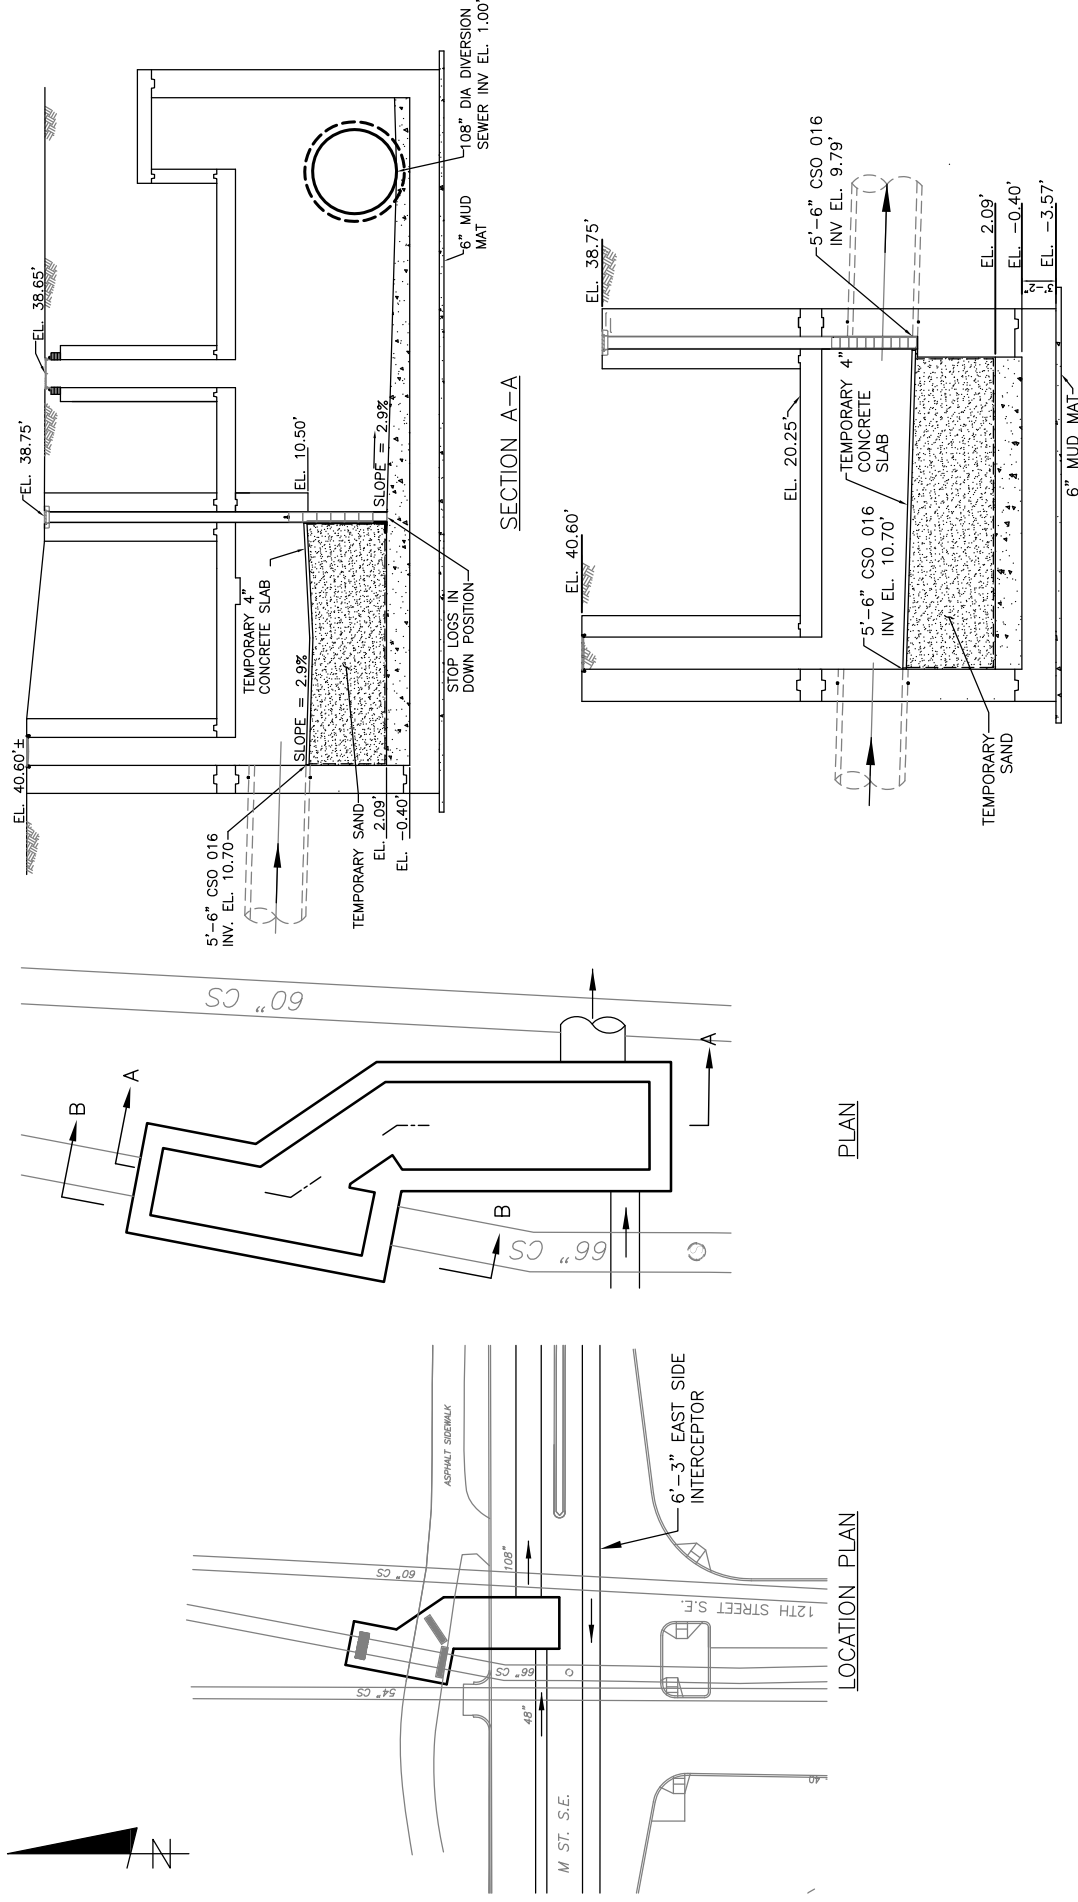 EL. 40.60'±
EL. 38.75'
EL. 38.65'
5'-6" CSO 016
INV. EL. 10.70
SLOPE = 2.9%
TEMPORARY 4"
CONCRETE SLAB
EL. 10.50'
SLOPE = 2.9%
TEMPORARY SAND
EL. 2.09'
EL. -0.40'
STOP LOGS IN
DOWN POSITION
6" MUD
MAT
108" DIA DIVERSION
SEWER INV EL. 1.00'
SECTION A-A
EL. 40.60'
EL. 38.75'
EL. 20.25'
5'-6" CSO 016
INV EL. 10.70'
TEMPORARY 4"
CONCRETE
SLAB
5'-6" CSO 016
INV EL. 9.79'
EL. 2.09'
EL. -0.40'
3'-2"
EL. -3.57'
TEMPORARY
SAND
6" MUD MAT
B
A
60" CS
66" CS
B
A
PLAN
N
ASPHALT SIDEWALK
60" CS
54" CS
66" CS
108"
48"
M ST. S.E.
12TH STREET S.E.
6'-3" EAST SIDE
INTERCEPTOR
40
LOCATION PLAN